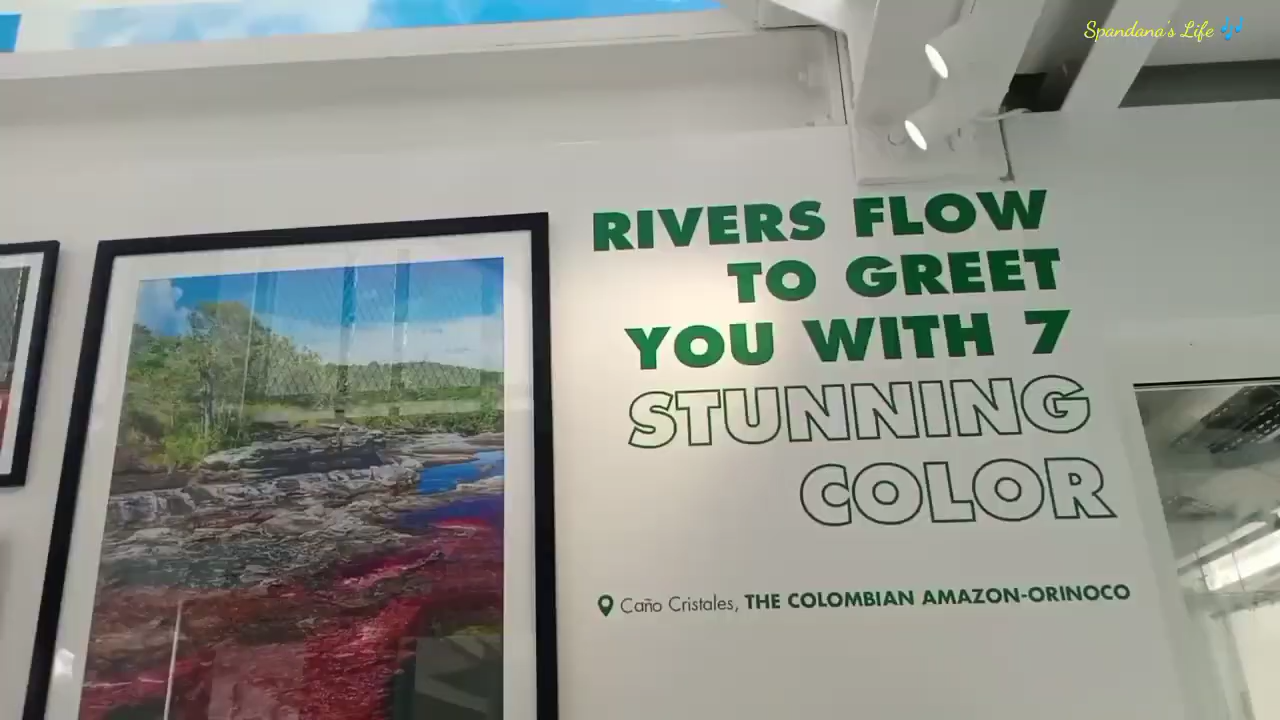 Spandana's Life 🎶
RIVERS FLOW
TO GREET
YOU WITH 7
STUNNING
COLOR
Caño Cristales, THE COLOMBIAN AMAZON-ORINOCO